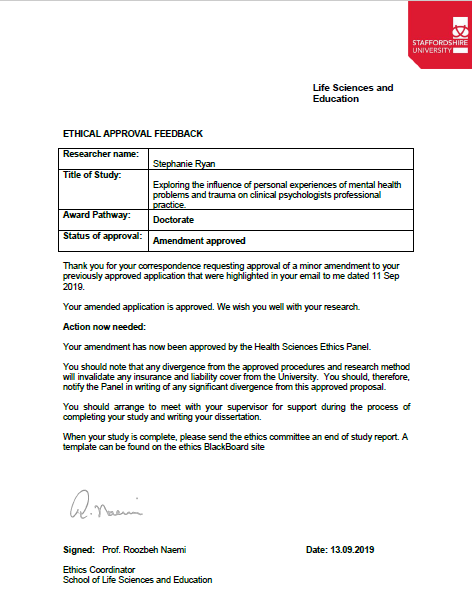 STAFFORDSHIRE
UNIVERSITY
Life Sciences and
Education
ETHICAL APPROVAL FEEDBACK
Researcher name:
Stephanie Ryan
Title of Study:
Exploring the influence of personal experiences of mental health
problems and trauma on clinical psychologists professional
practice.
Award Pathway:
Doctorate
Status of approval:
Amendment approved
Thank you for your correspondence requesting approval of a minor amendment to your
previously approved application that were highlighted in your email to me dated 11 Sep
2019.
Your amended application is approved. We wish you well with your research.
Action now needed:
Your amendment has now been approved by the Health Sciences Ethics Panel.
You should note that any divergence from the approved procedures and research method
will invalidate any insurance and liability cover from the University. You should, therefore,
notify the Panel in writing of any significant divergence from this approved proposal.
You should arrange to meet with your supervisor for support during the process of
completing your study and writing your dissertation.
When your study is complete, please send the ethics committee an end of study report. A
template can be found on the ethics BlackBoard site
R. Naemi
Signed: Prof. Roozbeh Naemi Date: 13.09.2019
Ethics Coordinator
School of Life Sciences and Education